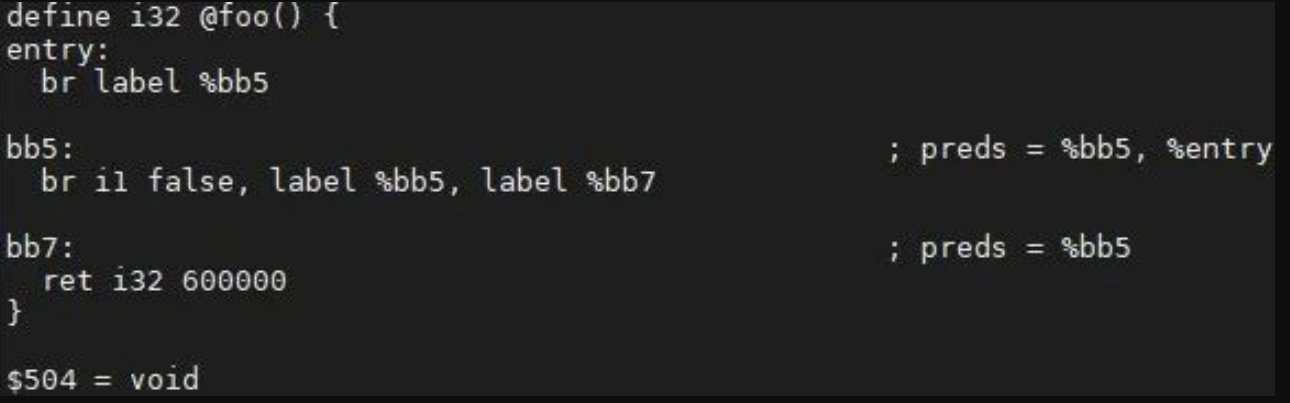 define i32 @foo() {
entry:
  br label %bb5
bb5:                                              ; preds = %bb5, %entry
  br i1 false, label %bb5, label %bb7
bb7:                                              ; preds = %bb5
  ret i32 600000
}
$504 = void